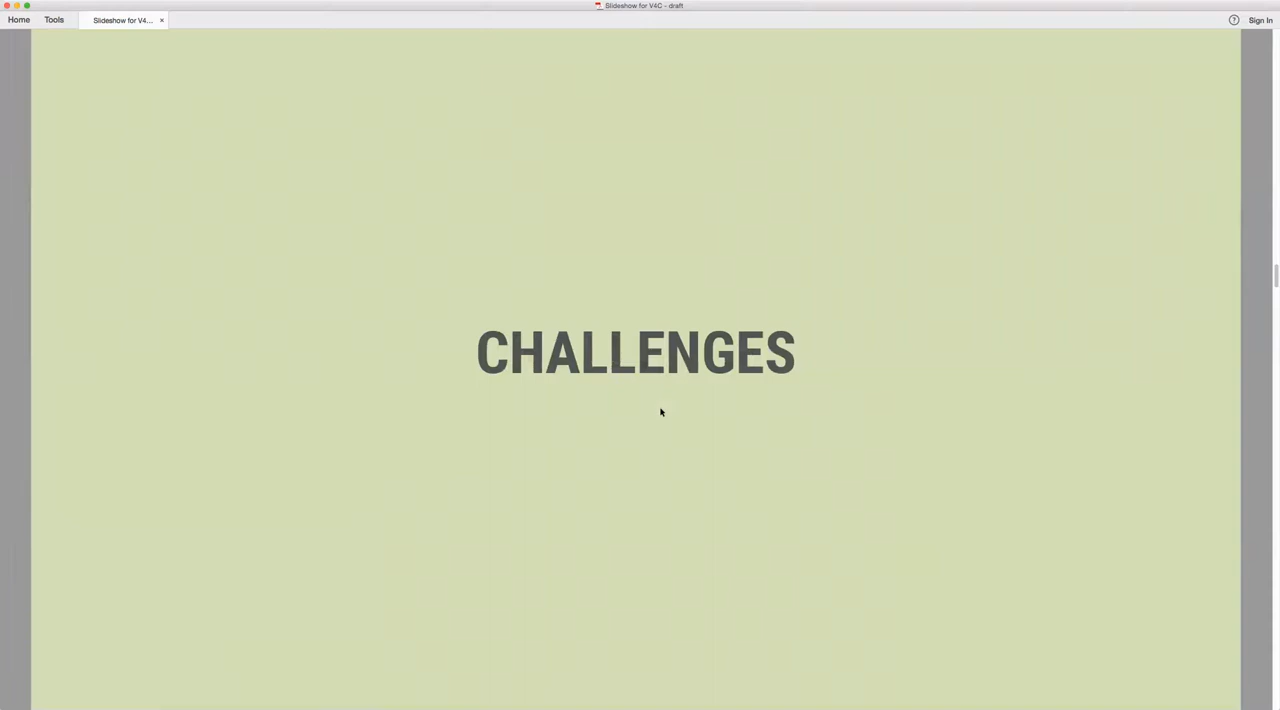 Slideshow for V4C - draft
Home
Tools
Slideshow for V4...
Sign In
CHALLENGES